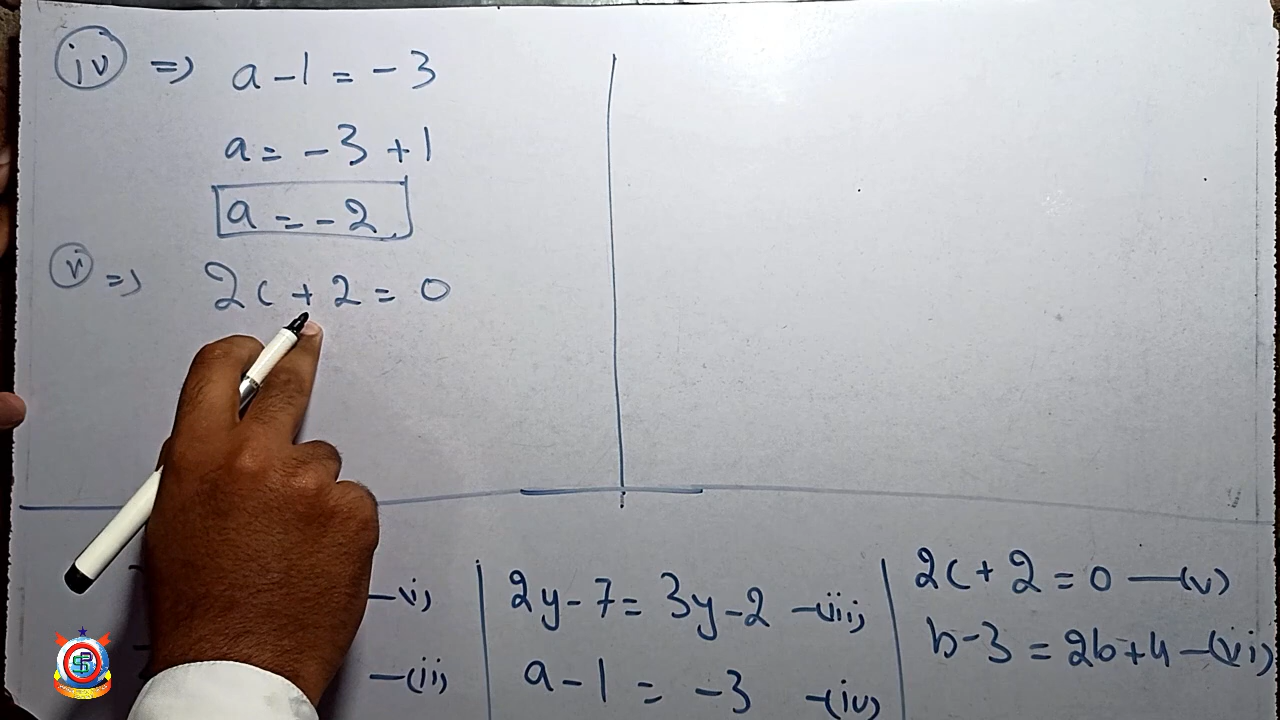 iv => a - 1 = - 3
a = - 3 + 1
a = - 2
v => 2c + 2 = 0
—i)
—(ii)
2y - 7 = 3y - 2 —iii)
a - 1 = - 3 —(iv)
2c + 2 = 0 —(v)
b - 3 = 2b + 4 —(vi)